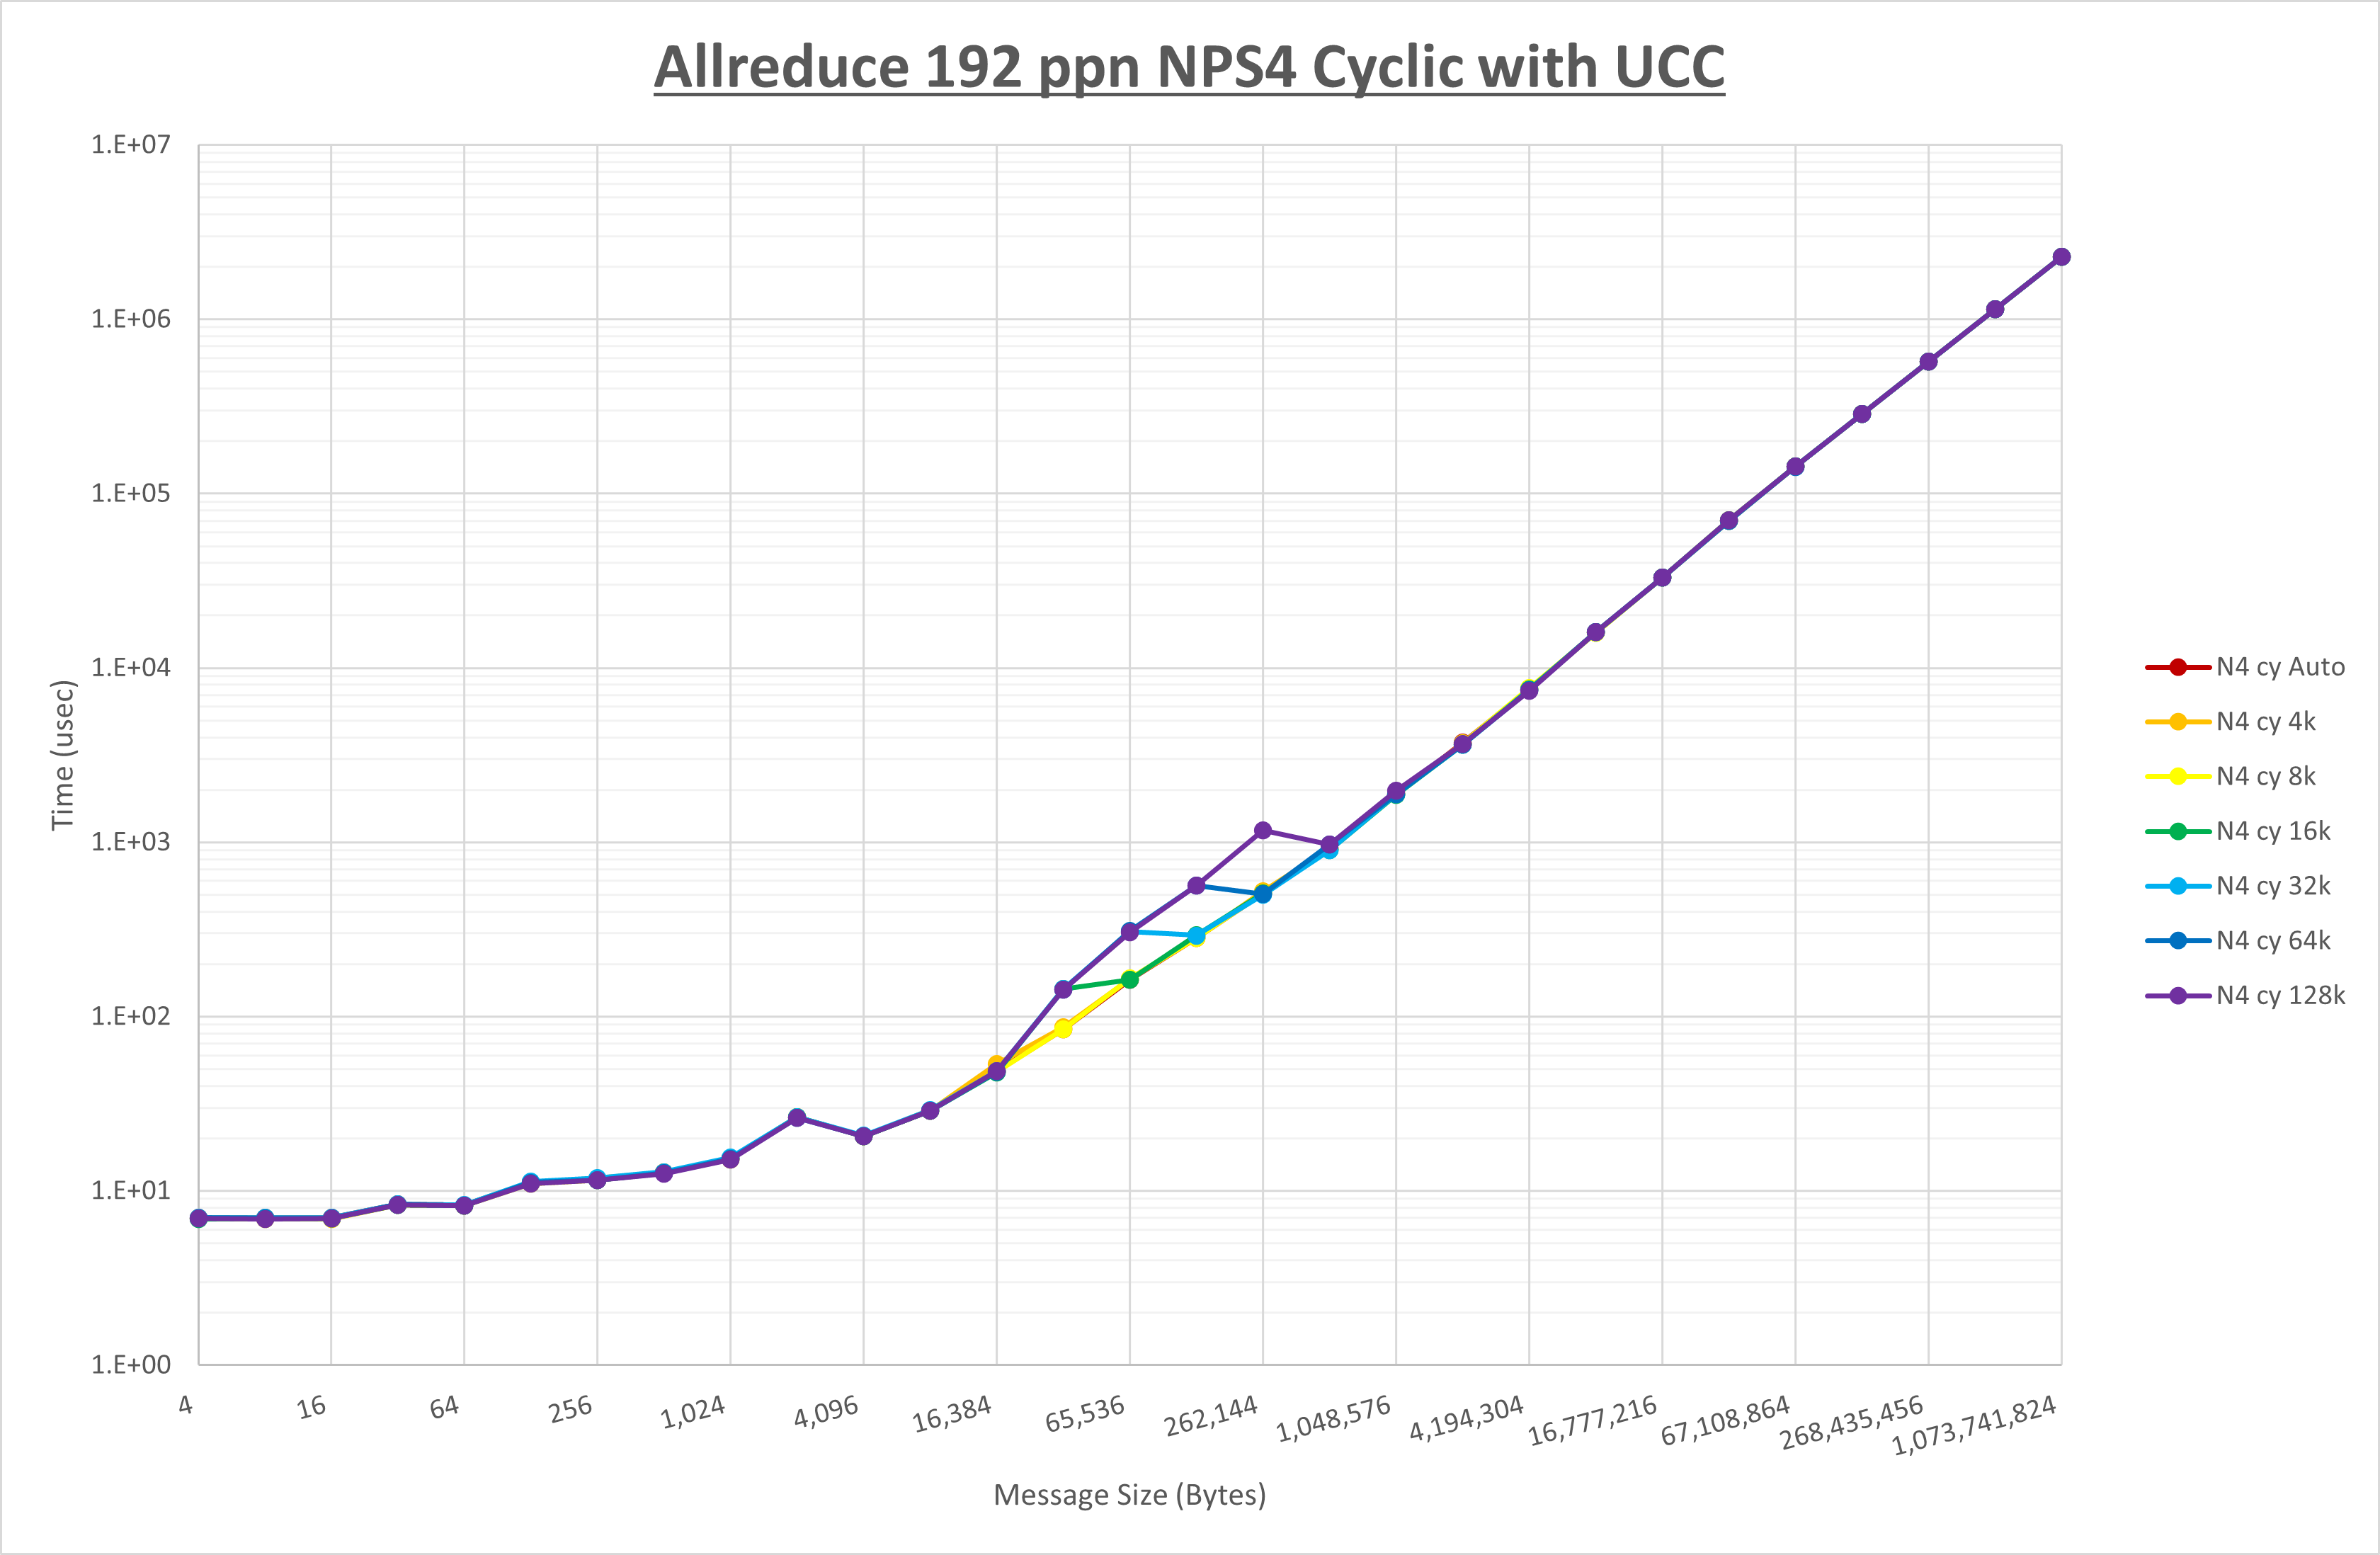 Allreduce 192 ppn NPS4 Cyclic with UCC
1.E+07
1.E+06
1.E+05
1.E+04
1.E+03
1.E+02
1.E+01
1.E+00
Time (usec)
4
16
64
256
1,024
4,096
16,384
65,536
262,144
1,048,576
4,194,304
16,777,216
67,108,864
268,435,456
1,073,741,824
Message Size (Bytes)
N4 cy Auto
N4 cy 4k
N4 cy 8k
N4 cy 16k
N4 cy 32k
N4 cy 64k
N4 cy 128k